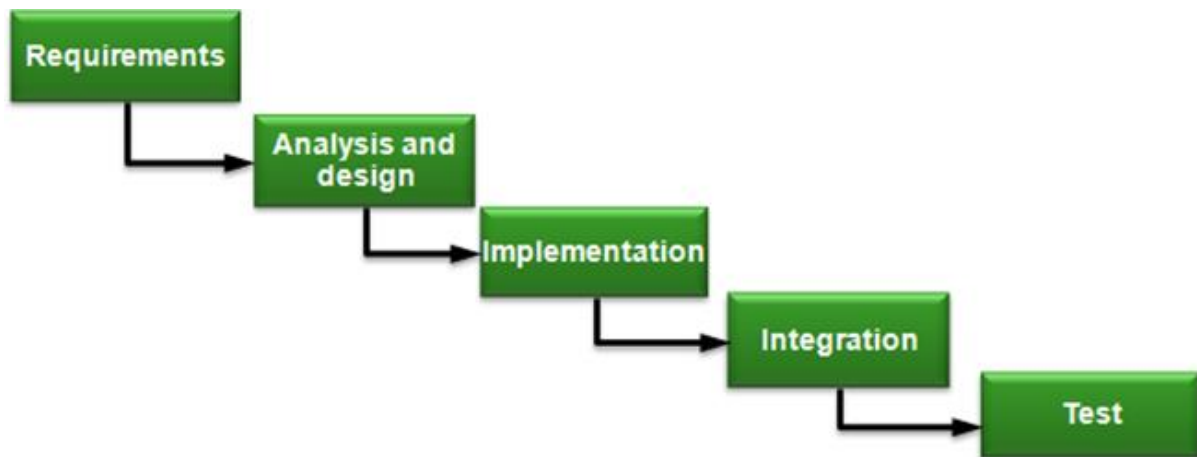 Requirements
Analysis and
design
Implementation
Integration
Test